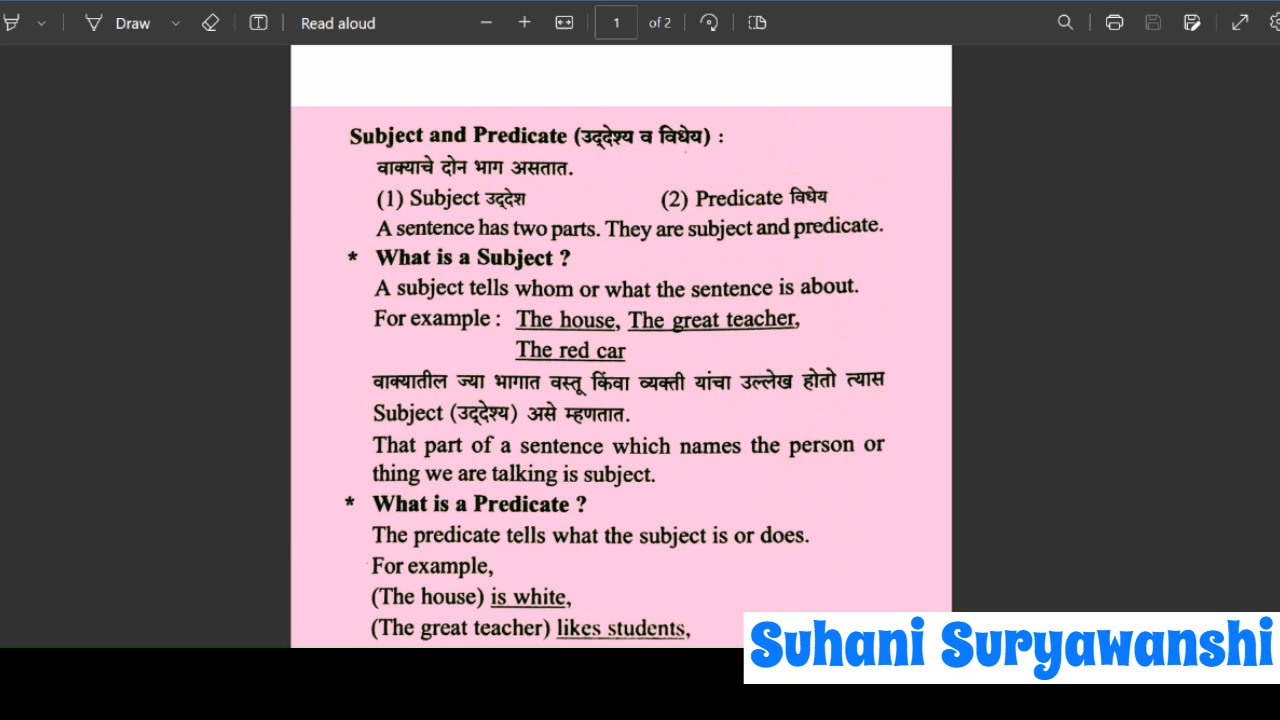 Draw
Read aloud
1 of 2
Subject and Predicate (उद्‌देश्य व विधेय) :
वाक्याचे दोन भाग असतात.
(1) Subject उद्‌देश (2) Predicate विधेय
A sentence has two parts. They are subject and predicate.
* What is a Subject ?
A subject tells whom or what the sentence is about.
For example : The house, The great teacher,
The red car
वाक्यातील ज्या भागात वस्तू किंवा व्यक्ती यांचा उल्लेख होतो त्यास
Subject (उद्‌देश्य) असे म्हणतात.
That part of a sentence which names the person or
thing we are talking is subject.
* What is a Predicate ?
The predicate tells what the subject is or does.
For example,
(The house) is white,
(The great teacher) likes students,
Suhani Suryawanshi